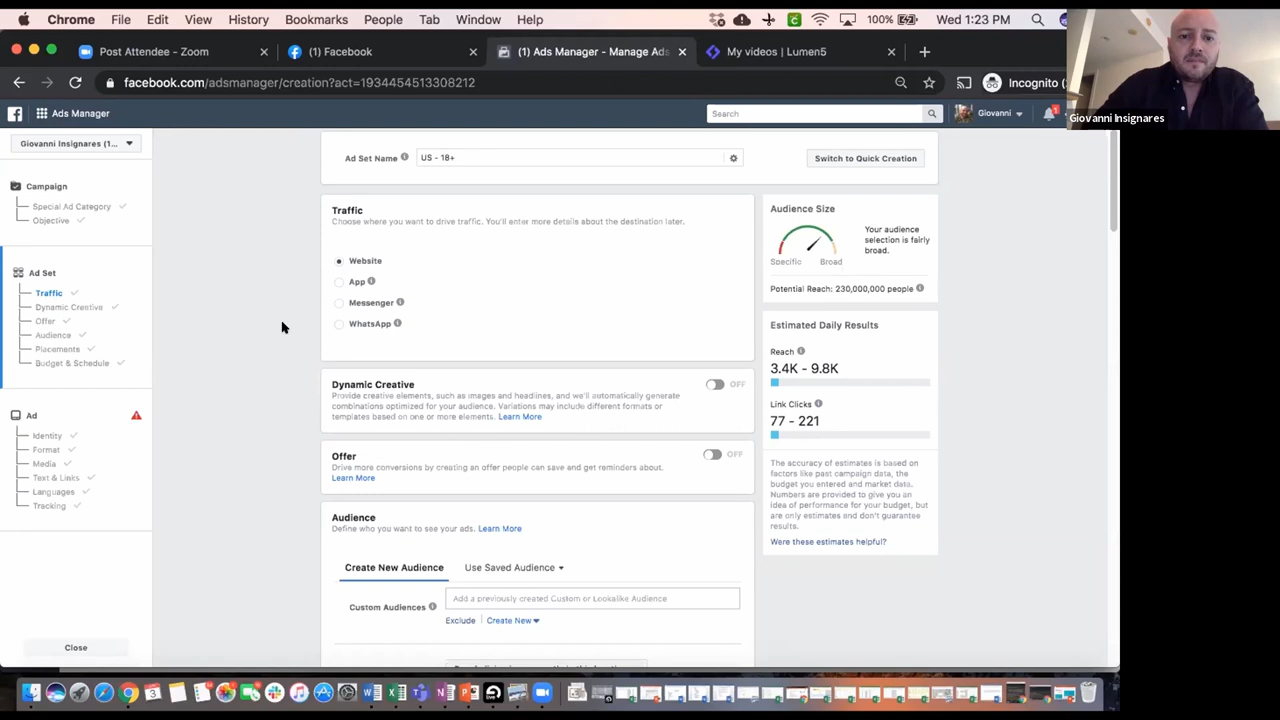 Chrome File Edit View History Bookmarks People Tab Window Help 100% Wed 1:23 PM
Post Attendee - Zoom × (1) Facebook × (1) Ads Manager - Manage Ads × My videos | Lumen5 × +
facebook.com/adsmanager/creation?act=1934454513308212 Incognito
Giovanni Insignares
Ads Manager Search Giovanni 1
Giovanni Insignares (1...
Campaign
Special Ad Category
Objective
Ad Set
Traffic
Dynamic Creative
Offer
Audience
Placements
Budget & Schedule
Ad
Identity
Format
Media
Text & Links
Languages
Tracking
Close
Ad Set Name US - 18+ Switch to Quick Creation
Traffic
Choose where you want to drive traffic. You'll enter more details about the destination later.
Website
App
Messenger
WhatsApp
Dynamic Creative OFF
Provide creative elements, such as images and headlines, and we'll automatically generate
combinations optimized for your audience. Variations may include different formats or
templates based on one or more elements. Learn More
Offer OFF
Drive more conversions by creating an offer people can save and get reminders about.
Learn More
Audience
Define who you want to see your ads. Learn More
Create New Audience Use Saved Audience
Custom Audiences Add a previously created Custom or Lookalike Audience
Exclude | Create New
Audience Size
Your audience
selection is fairly
broad.
Specific Broad
Potential Reach: 230,000,000 people
Estimated Daily Results
Reach
3.4K - 9.8K
Link Clicks
77 - 221
The accuracy of estimates is based on
factors like past campaign data, the
budget you entered and market data.
Numbers are provided to give you an
idea of performance for your budget, but
are only estimates and don't guarantee
results.
Were these estimates helpful?